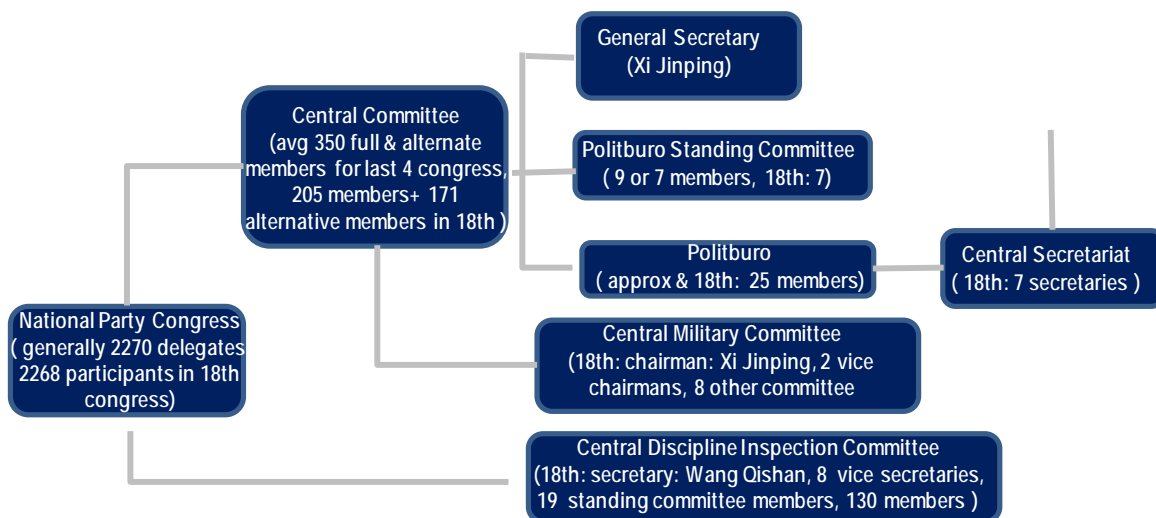 General Secretary
(Xi Jinping)
Central Committee
(avg 350 full & alternate
members for last 4 congress,
205 members+ 171
alternative members in 18th )
Politburo Standing Committee
( 9 or 7 members, 18th: 7)
Politburo
( approx & 18th: 25 members)
Central Secretariat
( 18th: 7 secretaries )
National Party Congress
( generally 2270 delegates
2268 participants in 18th
congress)
Central Military Committee
(18th: chairman: Xi Jinping, 2 vice
chairmans, 8 other committee
Central Discipline Inspection Committee
(18th: secretary: Wang Qishan, 8 vice secretaries,
19 standing committee members, 130 members )